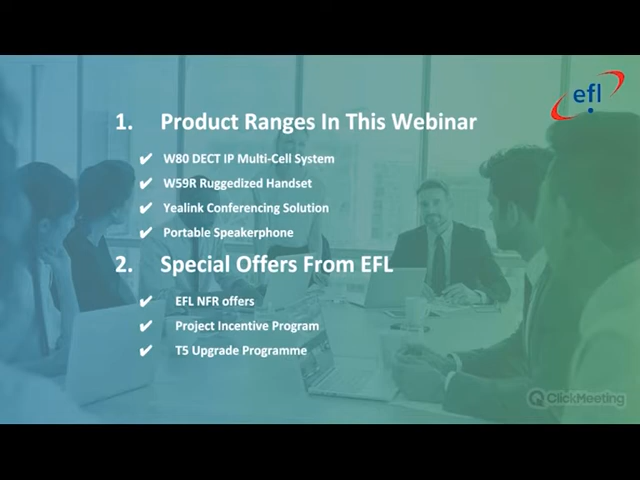 efl
1. Product Ranges In This Webinar
✔ W80 DECT IP Multi-Cell System
✔ W59R Ruggedized Handset
✔ Yealink Conferencing Solution
✔ Portable Speakerphone
2. Special Offers From EFL
✔ EFL NFR offers
✔ Project Incentive Program
✔ T5 Upgrade Programme
ClickMeeting